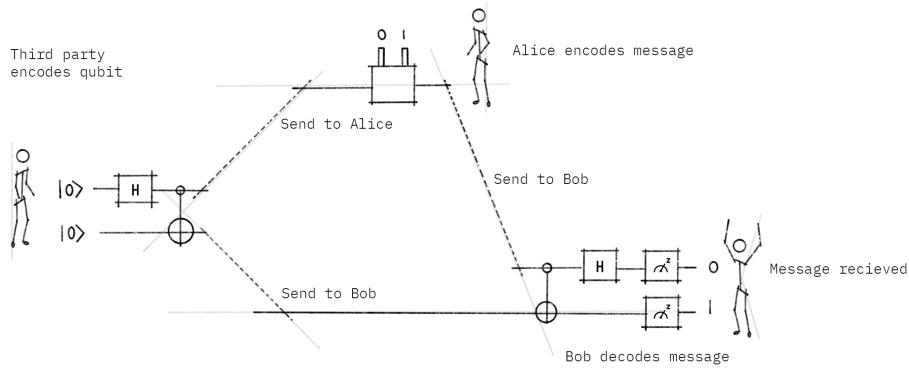 Third party
encodes qubit
0 1
Alice encodes message
Send to Alice
Send to Bob
|0⟩ H
|0⟩
Send to Bob
H z 0
Message recieved
z 1
Bob decodes message